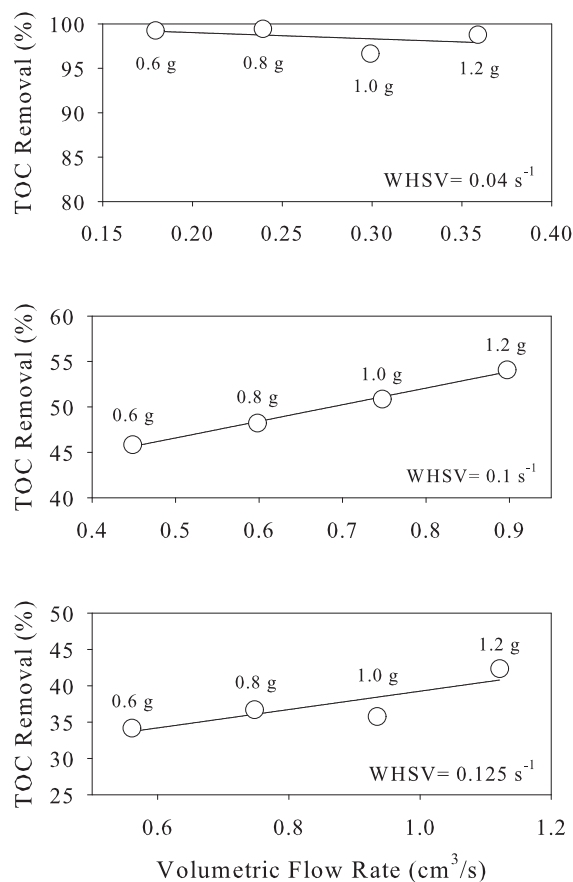 TOC Removal (%)
100
95
90
85
80
0.6 g
0.8 g
1.0 g
1.2 g
WHSV= 0.04 s⁻¹
0.15 0.20 0.25 0.30 0.35 0.40
TOC Removal (%)
60
55
50
45
40
0.6 g
0.8 g
1.0 g
1.2 g
WHSV= 0.1 s⁻¹
0.4 0.5 0.6 0.7 0.8 0.9
TOC Removal (%)
50
45
40
35
30
25
0.6 g
0.8 g
1.0 g
1.2 g
WHSV= 0.125 s⁻¹
0.6 0.8 1.0 1.2
Volumetric Flow Rate (cm³/s)